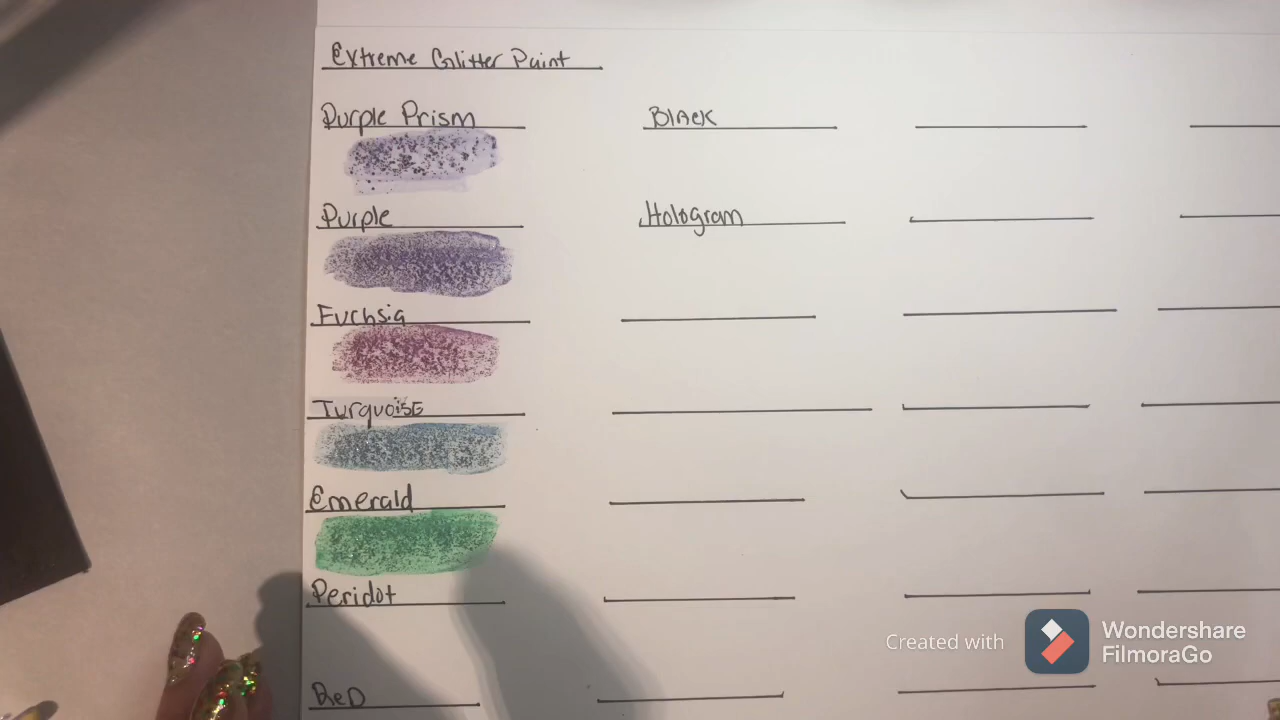 Extreme Glitter Paint
Purple Prism
Purple
Fuchsia
Turquoise
Emerald
Peridot
ReD
BlAcK
Hologram
Created with
Wondershare
FilmoraGo